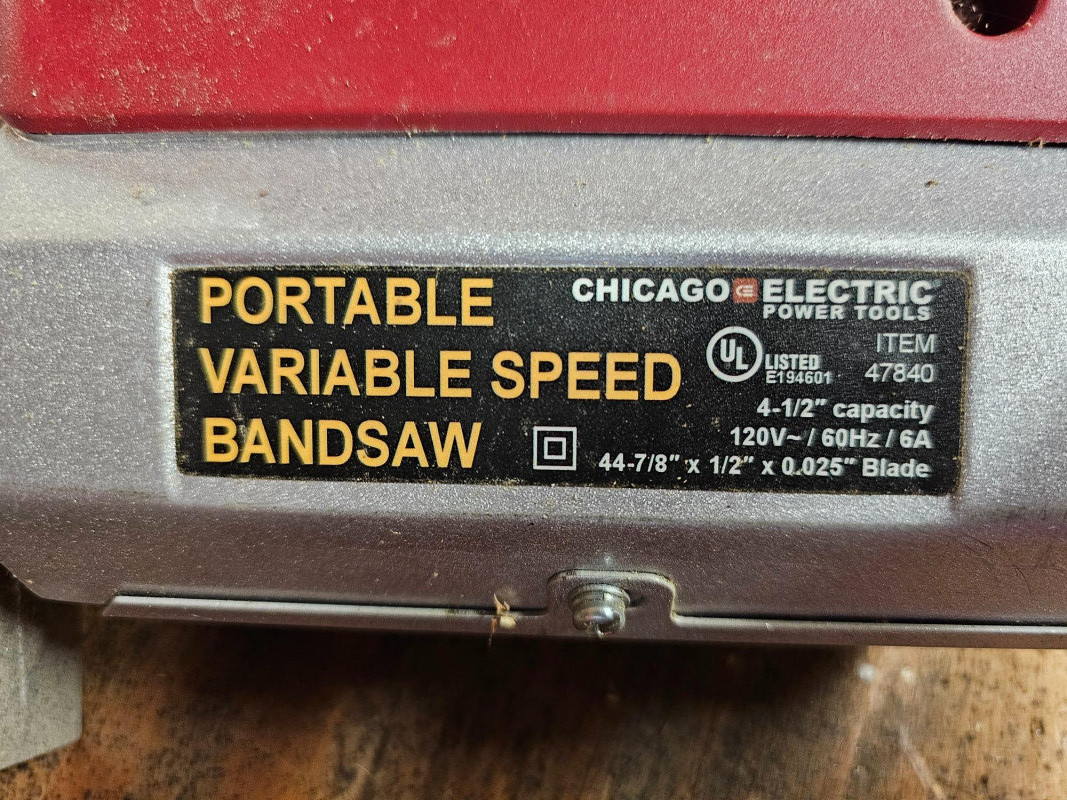 PORTABLE
VARIABLE SPEED
BANDSAW
CHICAGO ELECTRIC
POWER TOOLS
UL LISTED
E194601
ITEM
47840
4-1/2" capacity
120V~ / 60Hz / 6A
44-7/8" x 1/2" x 0.025" Blade